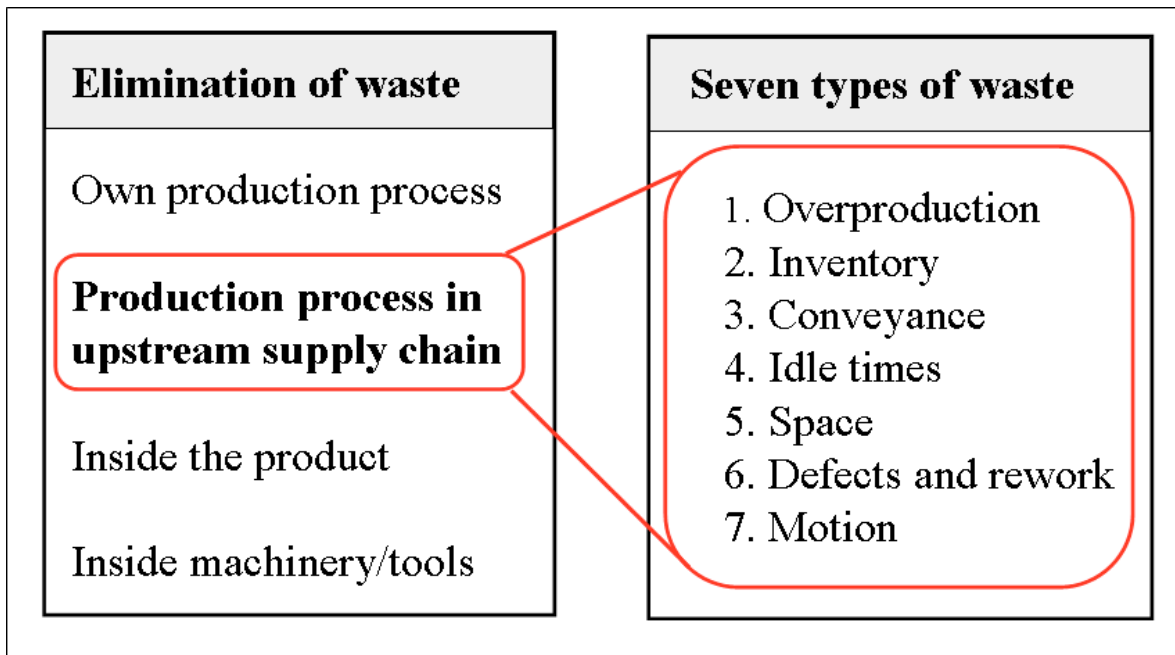 Elimination of waste
Own production process
Production process in
upstream supply chain
Inside the product
Inside machinery/tools
Seven types of waste
1. Overproduction
2. Inventory
3. Conveyance
4. Idle times
5. Space
6. Defects and rework
7. Motion